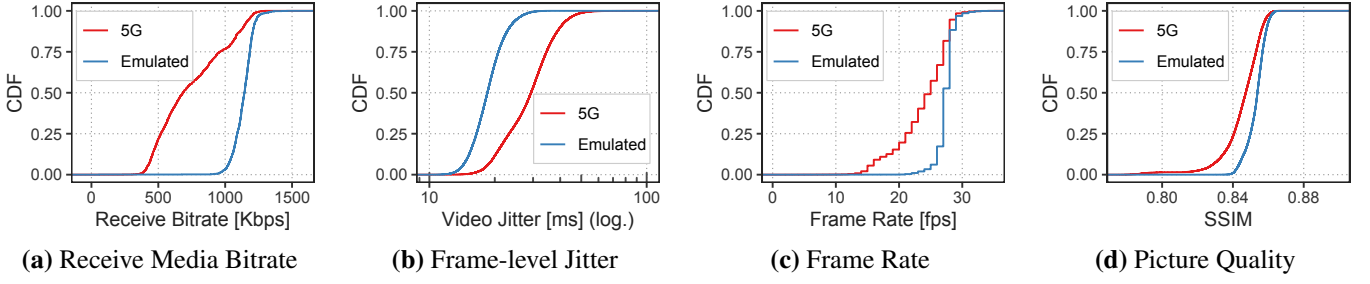 CDF
1.00
0.75
0.50
0.25
0.00
5G
Emulated
0 500 1000 1500
Receive Bitrate [Kbps]
(a) Receive Media Bitrate
CDF
1.00
0.75
0.50
0.25
0.00
5G
Emulated
10 100
Video Jitter [ms] (log.)
(b) Frame-level Jitter
CDF
1.00
0.75
0.50
0.25
0.00
5G
Emulated
0 10 20 30
Frame Rate [fps]
(c) Frame Rate
CDF
1.00
0.75
0.50
0.25
0.00
5G
Emulated
0.80 0.84 0.88
SSIM
(d) Picture Quality